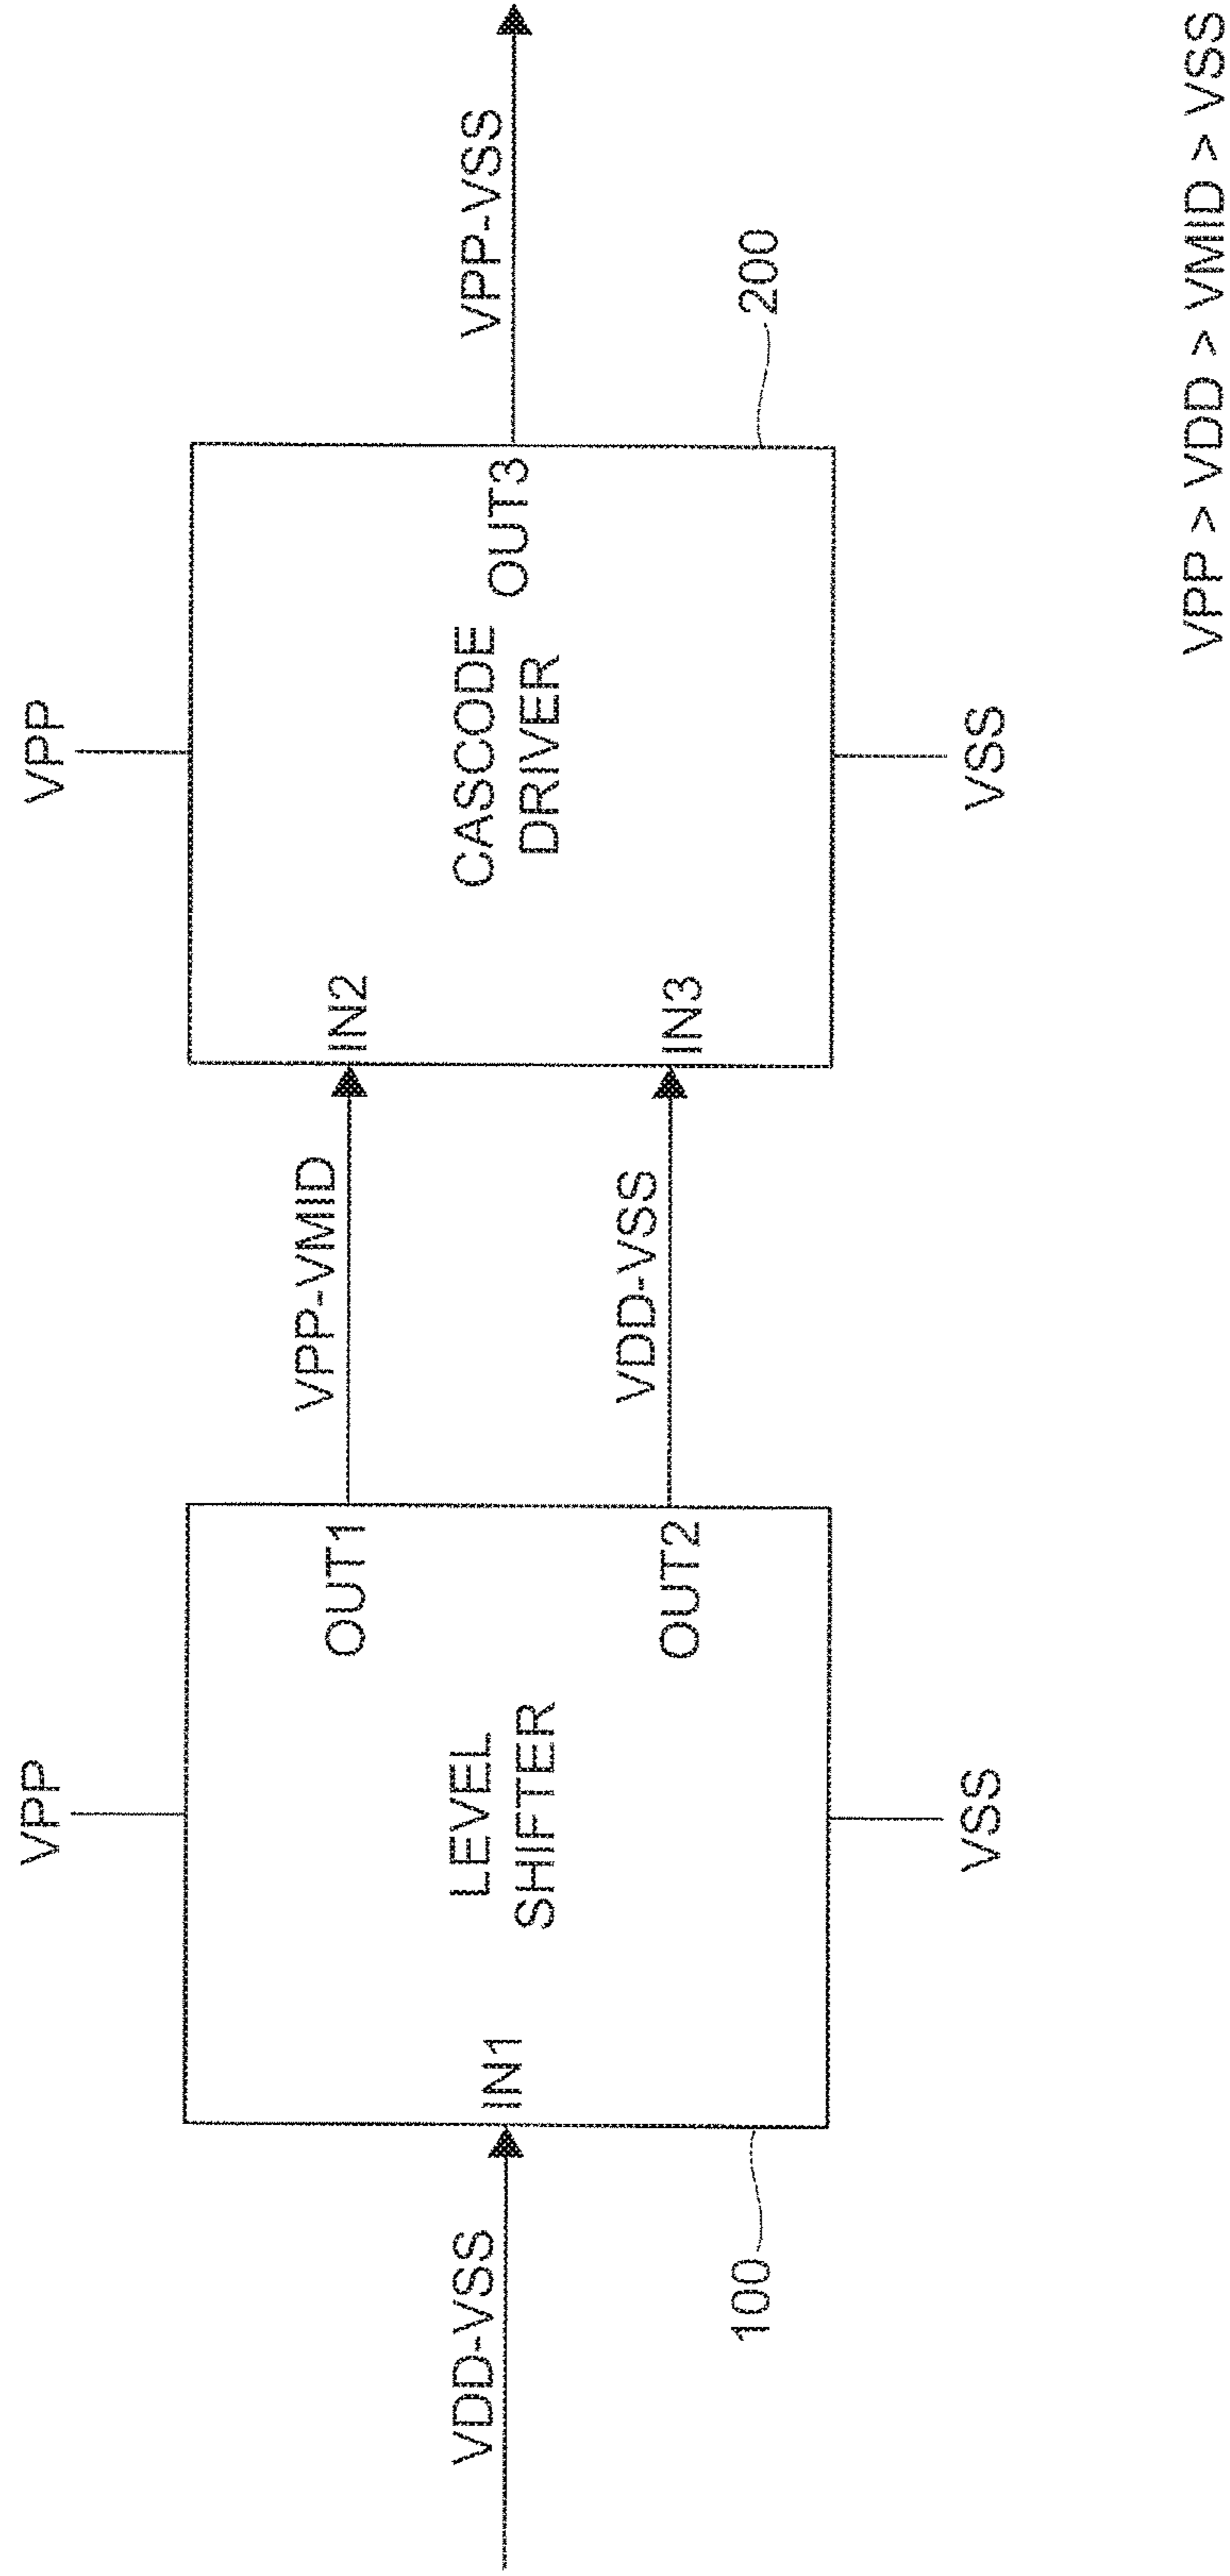 VPP
VPP
VDD-VSS
IN1
LEVEL
SHIFTER
OUT1
OUT2
VPP-VMID
VDD-VSS
IN2
IN3
CASCODE
DRIVER
OUT3
VPP-VSS
100
200
VSS
VSS
VPP > VDD > VMID > VSS